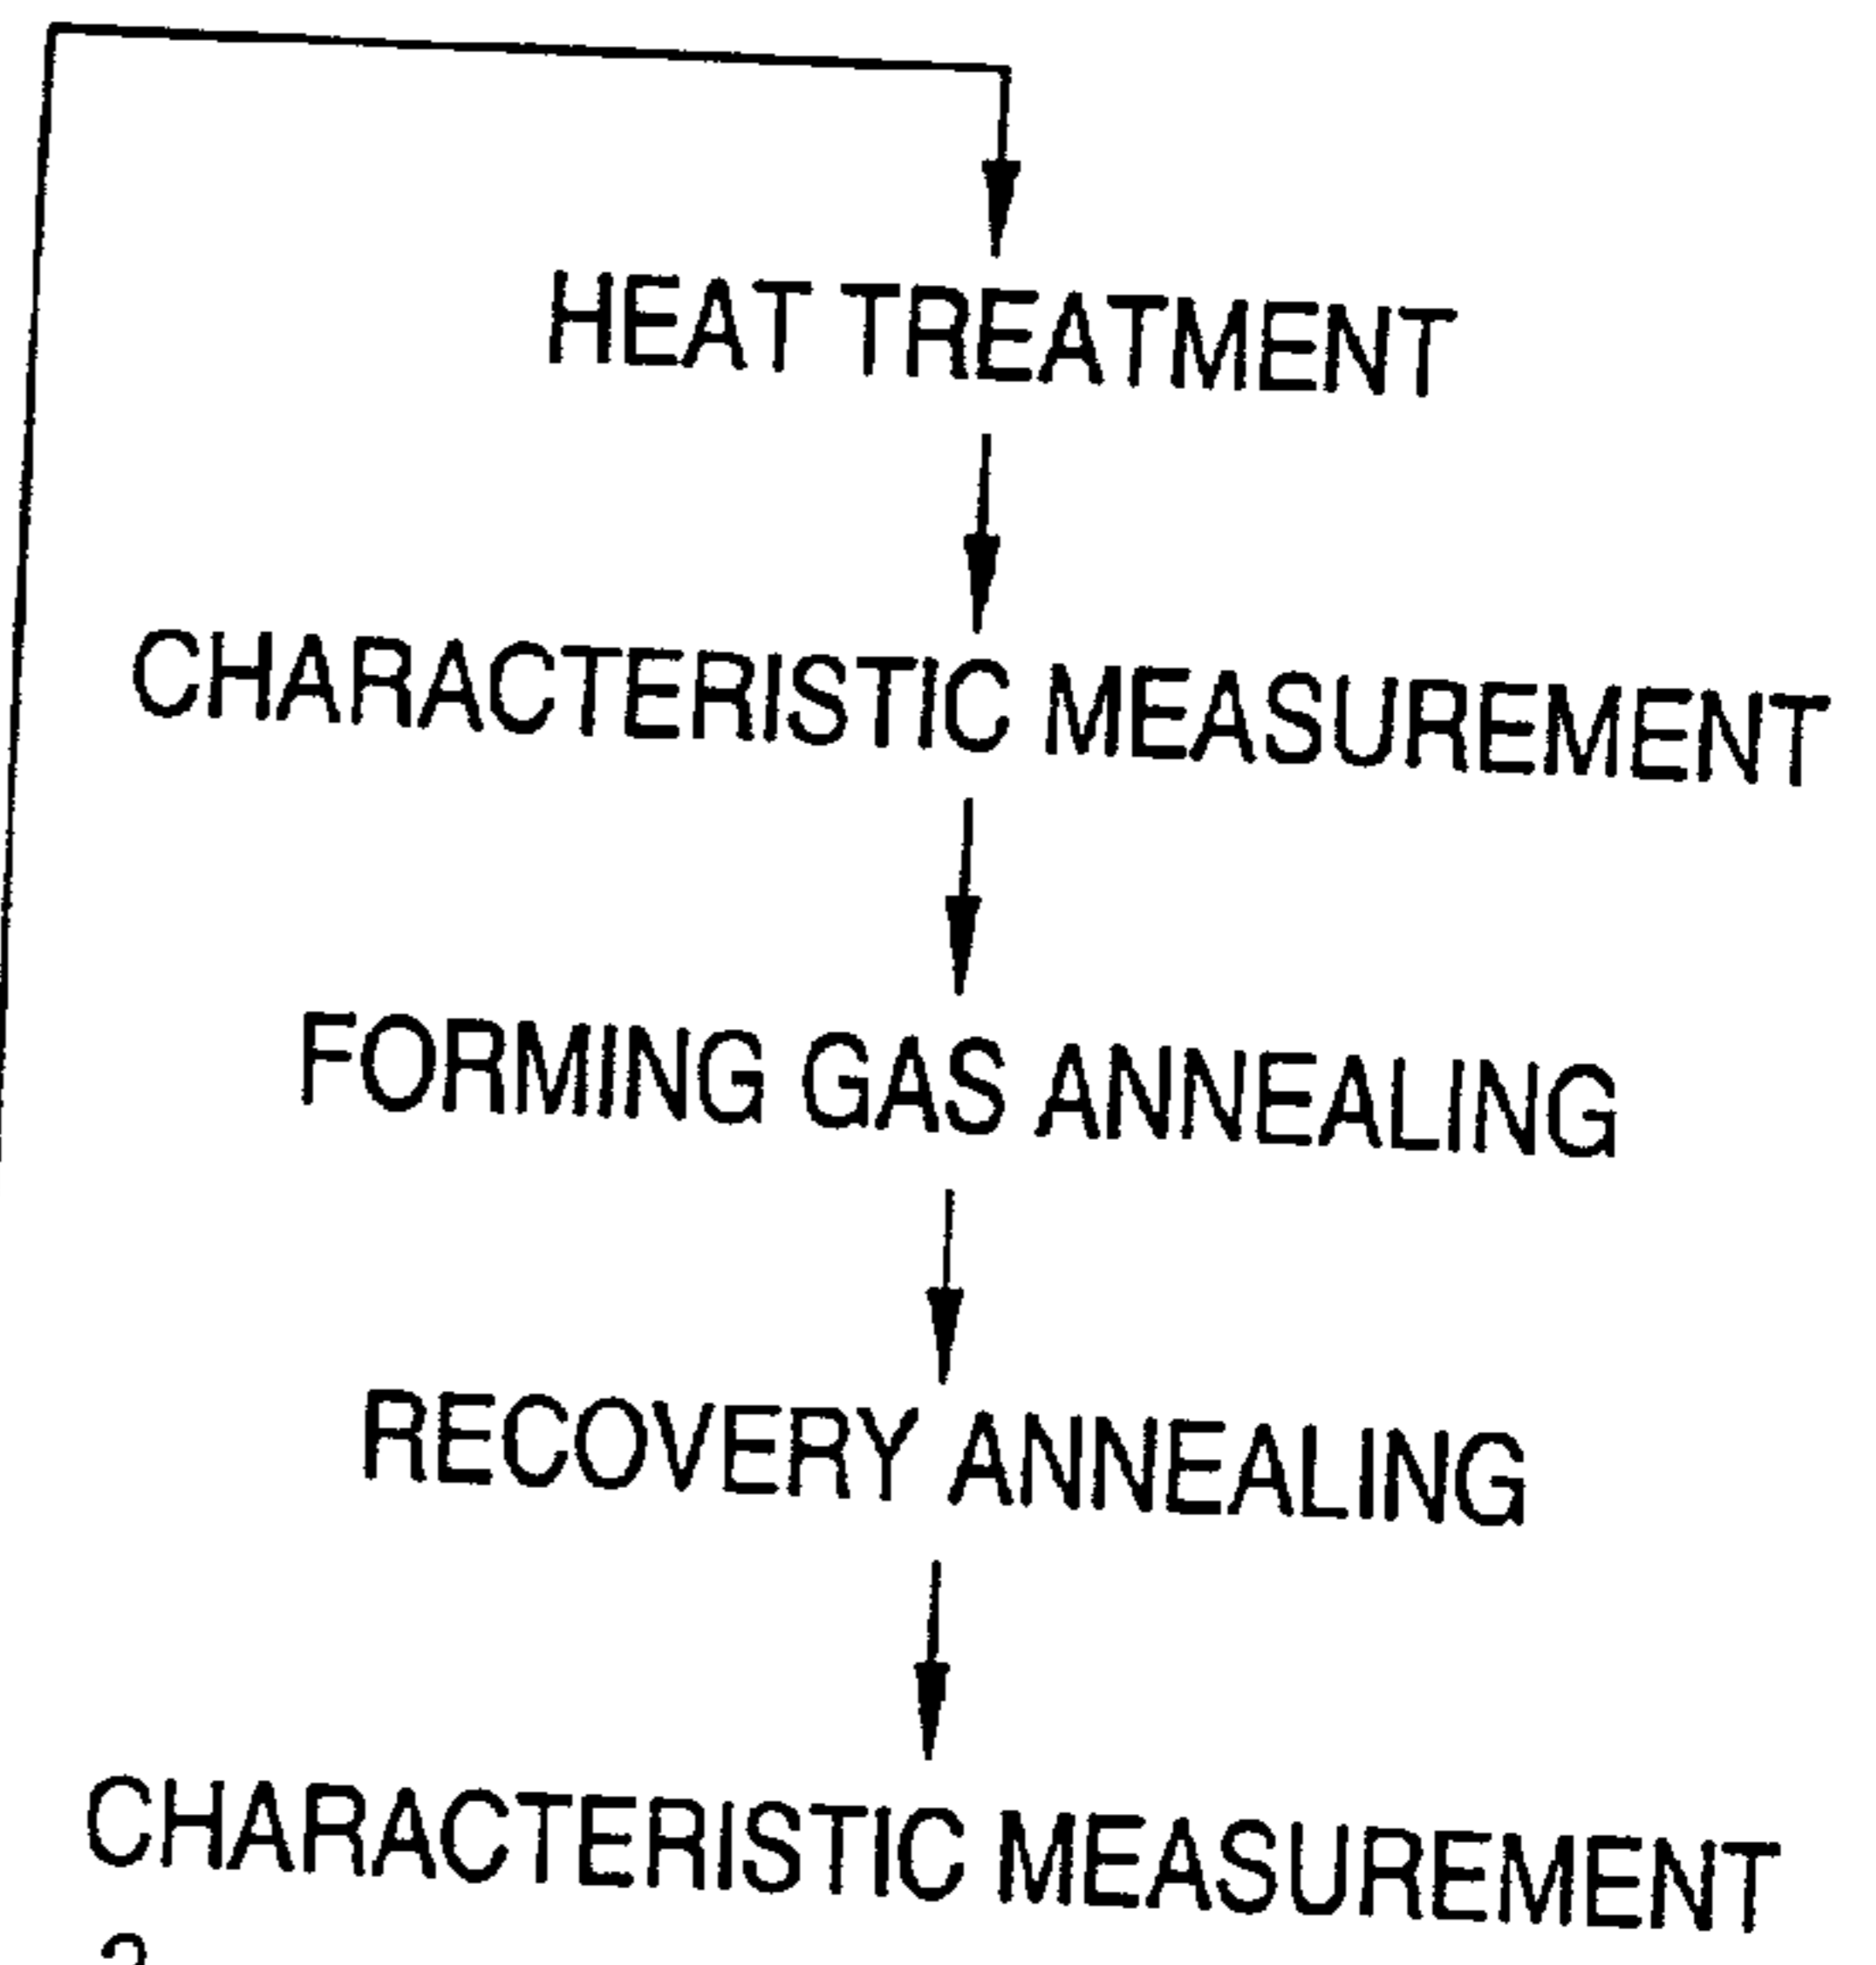 HEAT TREATMENT
CHARACTERISTIC MEASUREMENT
FORMING GAS ANNEALING
RECOVERY ANNEALING
CHARACTERISTIC MEASUREMENT